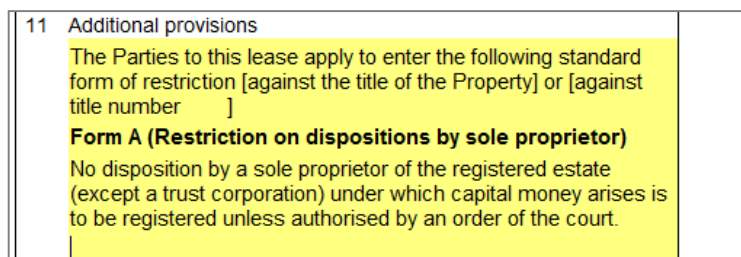 11 Additional provisions
The Parties to this lease apply to enter the following standard
form of restriction [against the title of the Property] or [against
title number ]
Form A (Restriction on dispositions by sole proprietor)
No disposition by a sole proprietor of the registered estate
(except a trust corporation) under which capital money arises is
to be registered unless authorised by an order of the court.